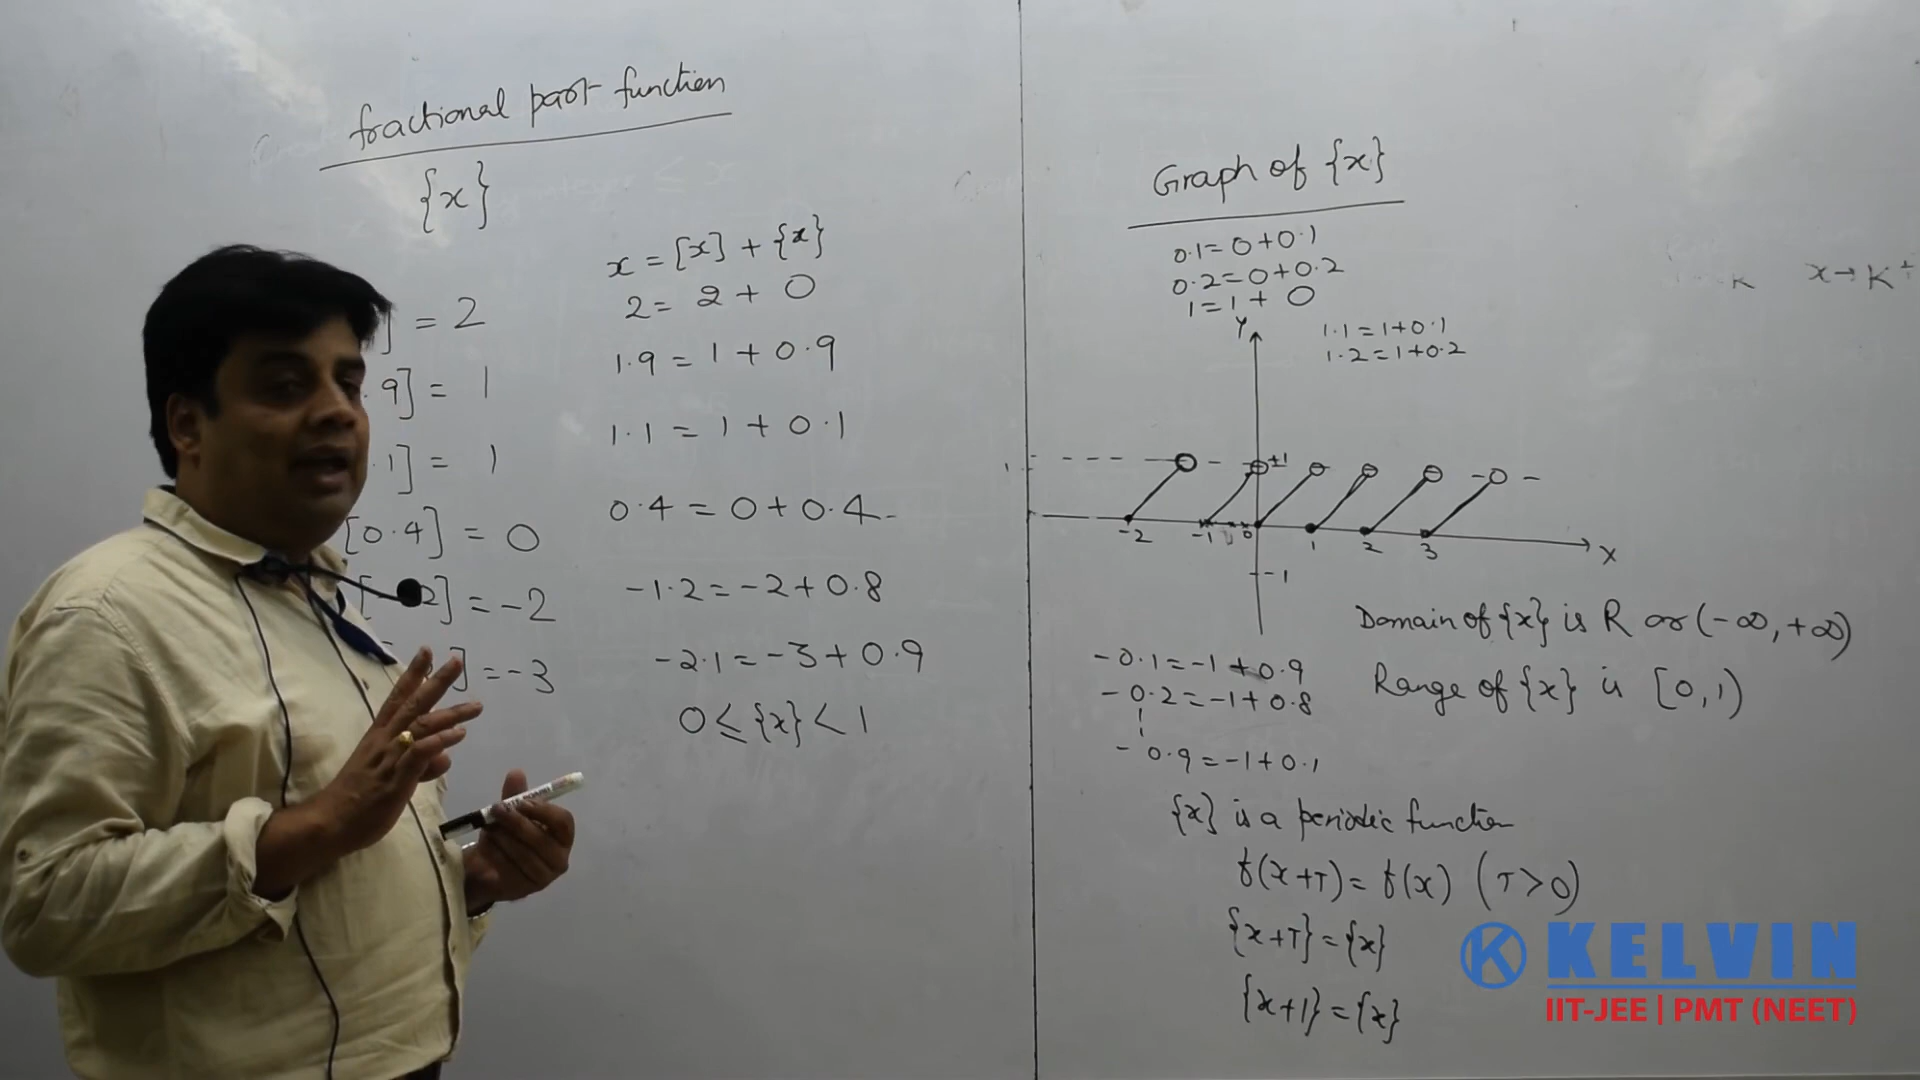 fractional part function
{x}
] = 2
9] = 1
.1] = 1
[0.4] = 0
[ 2] = -2
] = -3
x = [x] + {x}
2 = 2 + 0
1.9 = 1 + 0.9
1.1 = 1 + 0.1
0.4 = 0 + 0.4
-1.2 = -2 + 0.8
-2.1 = -3 + 0.9
0 ≤ {x} < 1
Graph of {x}
0.1 = 0 + 0.1
0.2 = 0 + 0.2
1 = 1 + 0
1.1 = 1 + 0.1
1.2 = 1 + 0.2
Y
1
+1
-2 -1 0 1 2 3 X
-1
Domain of {x} is R or (-∞, +∞)
Range of {x} is [0, 1)
-0.1 = -1 + 0.9
-0.2 = -1 + 0.8
-0.9 = -1 + 0.1
{x} is a periodic function
f(x+T) = f(x) (T > 0)
{x+T} = {x}
{x+1} = {x}
K x → K+
KELVIN
IIT-JEE | PMT (NEET)